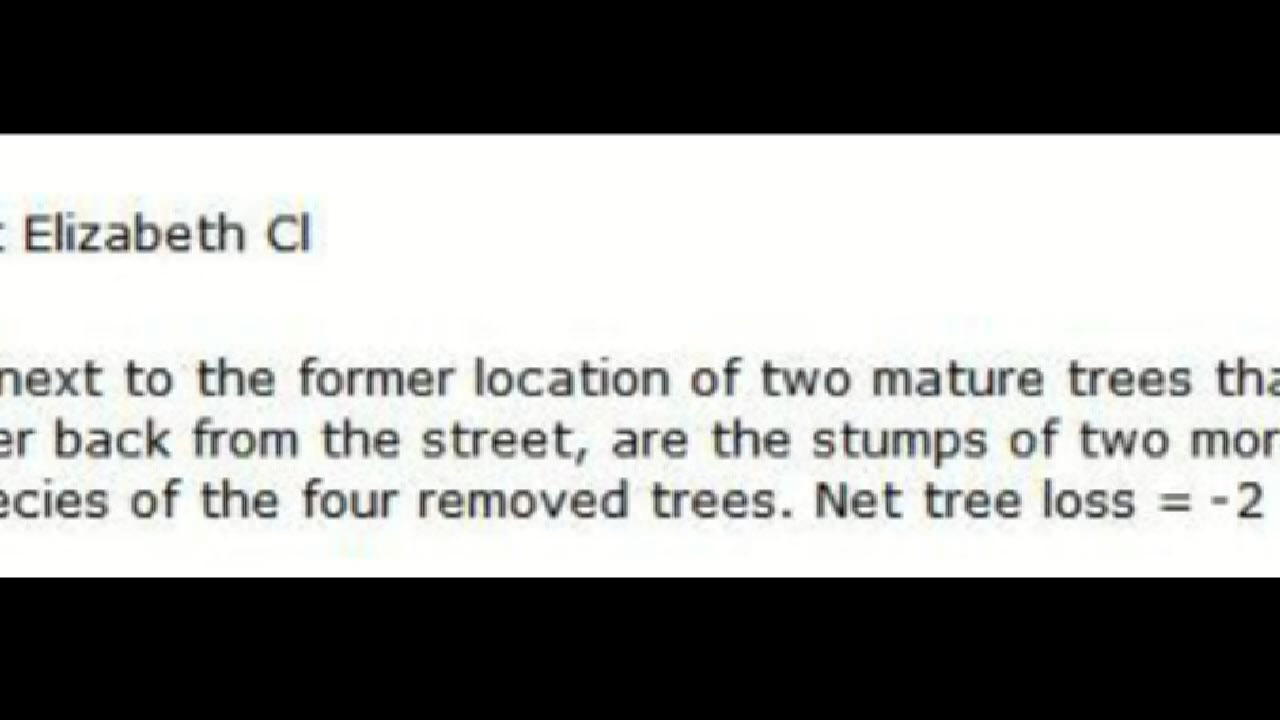 Elizabeth Cl
next to the former location of two mature trees tha
er back from the street, are the stumps of two mor
ecies of the four removed trees. Net tree loss = -2